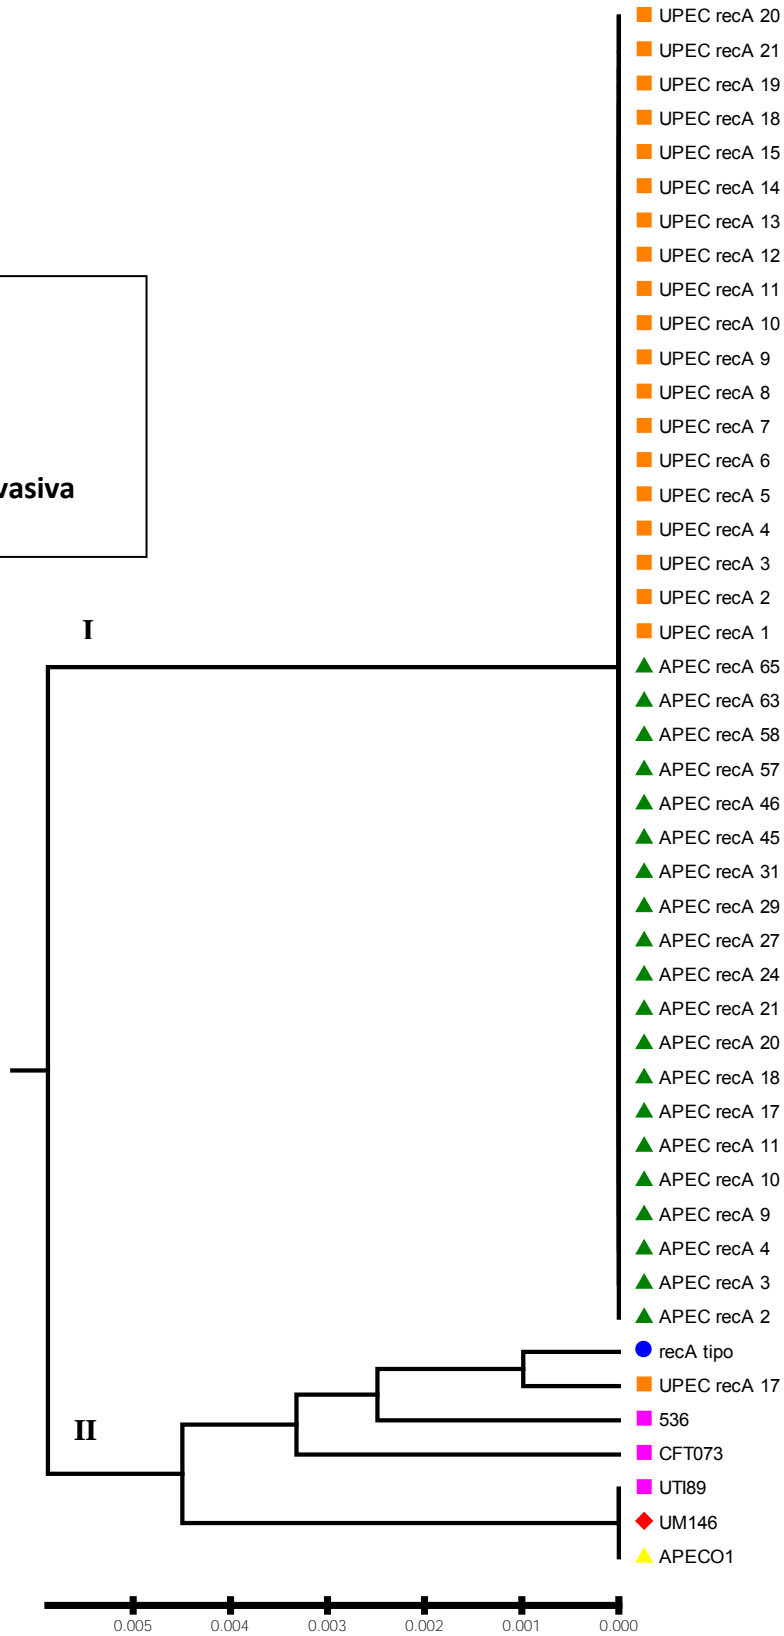 UPEC recA 20
UPEC recA 21
UPEC recA 19
UPEC recA 18
UPEC recA 15
UPEC recA 14
UPEC recA 13
UPEC recA 12
UPEC recA 11
UPEC recA 10
UPEC recA 9
UPEC recA 8
UPEC recA 7
UPEC recA 6
UPEC recA 5
vasiva
UPEC recA 4
UPEC recA 3
UPEC recA 2
UPEC recA 1
I
APEC recA 65
APEC recA 63
APEC recA 58
APEC recA 57
APEC recA 46
APEC recA 45
APEC recA 31
APEC recA 29
APEC recA 27
APEC recA 24
APEC recA 21
APEC recA 20
APEC recA 18
APEC recA 17
APEC recA 11
APEC recA 10
APEC recA 9
APEC recA 4
APEC recA 3
APEC recA 2
recA tipo
UPEC recA 17
536
II
CFT073
UTI89
UM146
APECO1
0.005 0.004 0.003 0.002 0.001 0.000